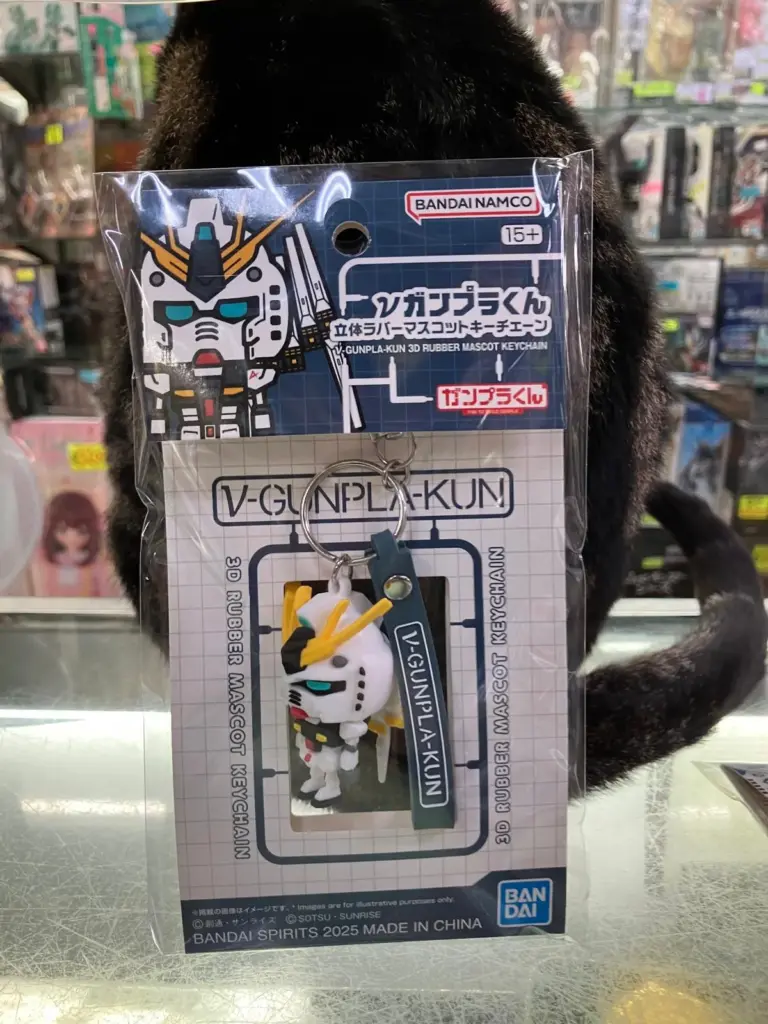 BANDAI NAMCO
15+
νガンプラくん
立体ラバーマスコットキーチェーン
ν-GUNPLA-KUN 3D RUBBER MASCOT KEYCHAIN
ガンプラくん
ν-GUNPLA-KUN
3D RUBBER MASCOT KEYCHAIN
ν-GUNPLA-KUN
3D RUBBER MASCOT KEYCHAIN
※掲載の画像はイメージです。* Images are for illustrative purposes only.
©創通・サンライズ ©SOTSU・SUNRISE
BANDAI SPIRITS 2025 MADE IN CHINA
BAN
DAI